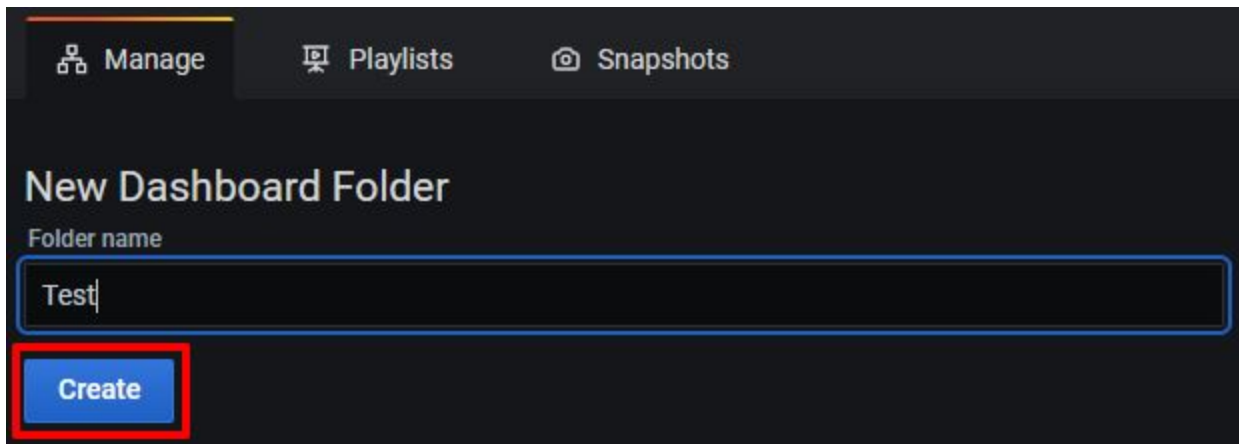 Manage Playlists Snapshots
New Dashboard Folder
Folder name
Test
Create